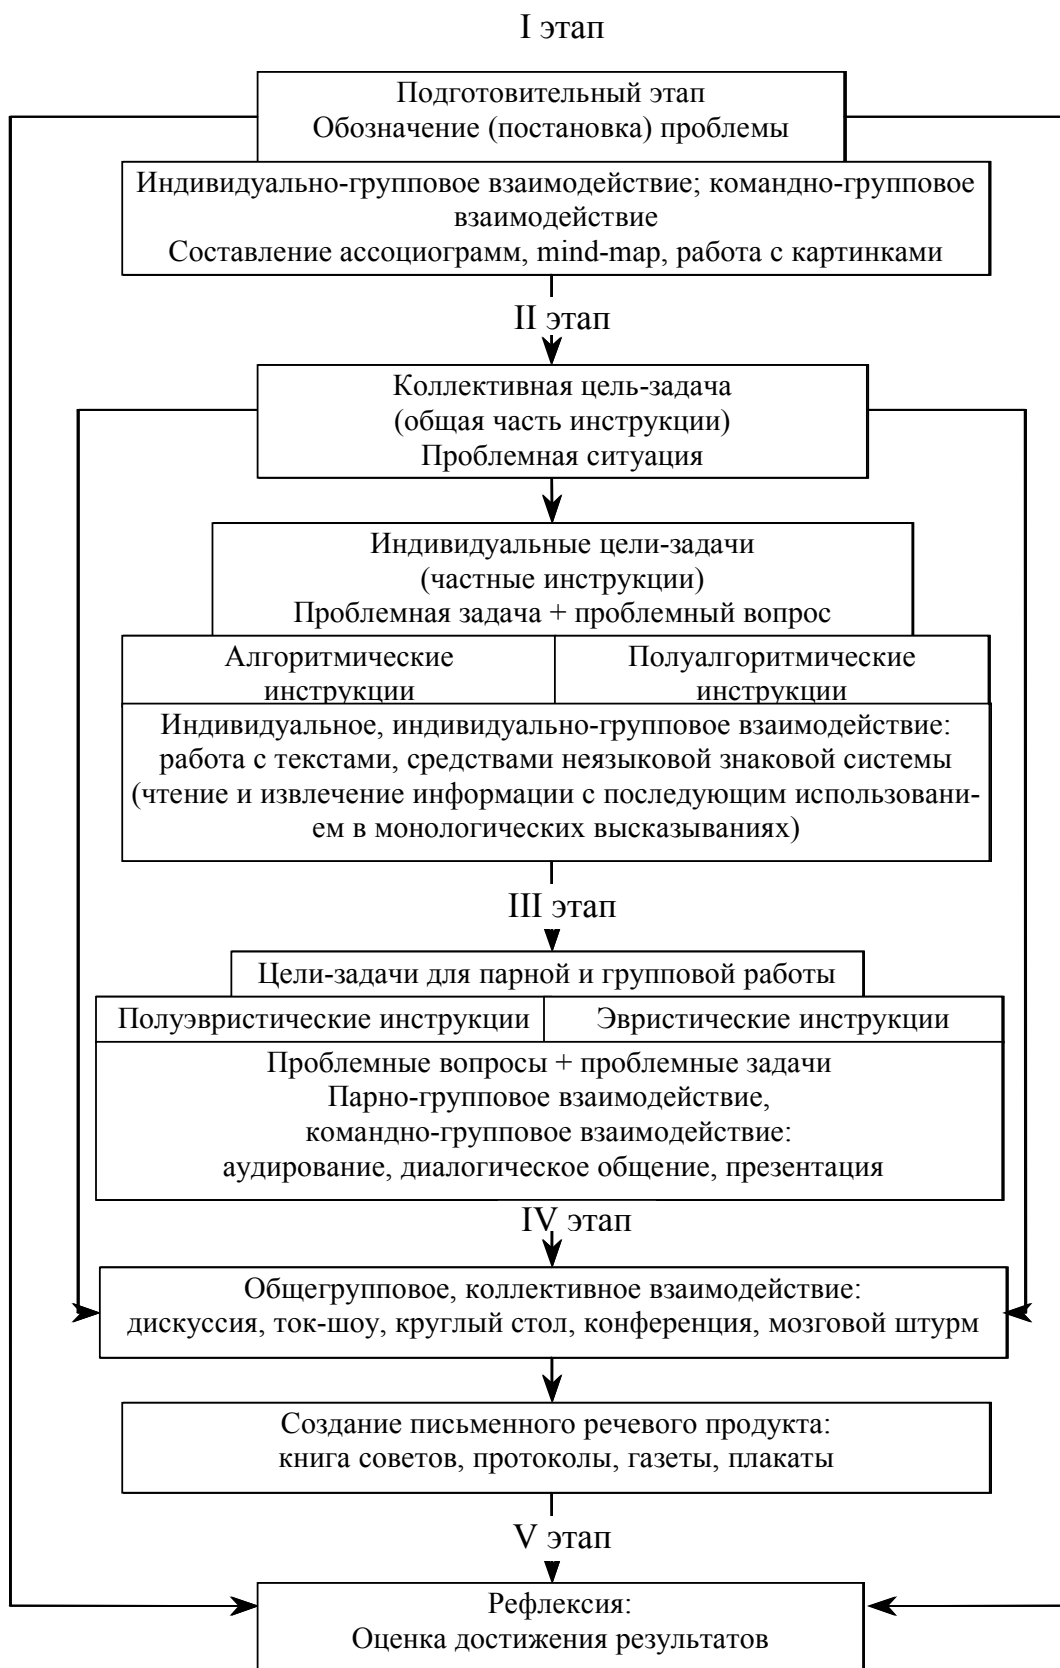 I этап
Подготовительный этап
Обозначение (постановка) проблемы
Индивидуально-групповое взаимодействие; командно-групповое
взаимодействие
Составление ассоциограмм, mind-map, работа с картинками
II этап
Коллективная цель-задача
(общая часть инструкции)
Проблемная ситуация
Индивидуальные цели-задачи
(частные инструкции)
Проблемная задача + проблемный вопрос
Алгоритмические
инструкции
Полуалгоритмические
инструкции
Индивидуальное, индивидуально-групповое взаимодействие:
работа с текстами, средствами неязыковой знаковой системы
(чтение и извлечение информации с последующим использовани-
ем в монологических высказываниях)
III этап
Цели-задачи для парной и групповой работы
Полуэвристические инструкции
Эвристические инструкции
Проблемные вопросы + проблемные задачи
Парно-групповое взаимодействие,
командно-групповое взаимодействие:
аудирование, диалогическое общение, презентация
IV этап
Общегрупповое, коллективное взаимодействие:
дискуссия, ток-шоу, круглый стол, конференция, мозговой штурм
Создание письменного речевого продукта:
книга советов, протоколы, газеты, плакаты
V этап
Рефлексия:
Оценка достижения результатов